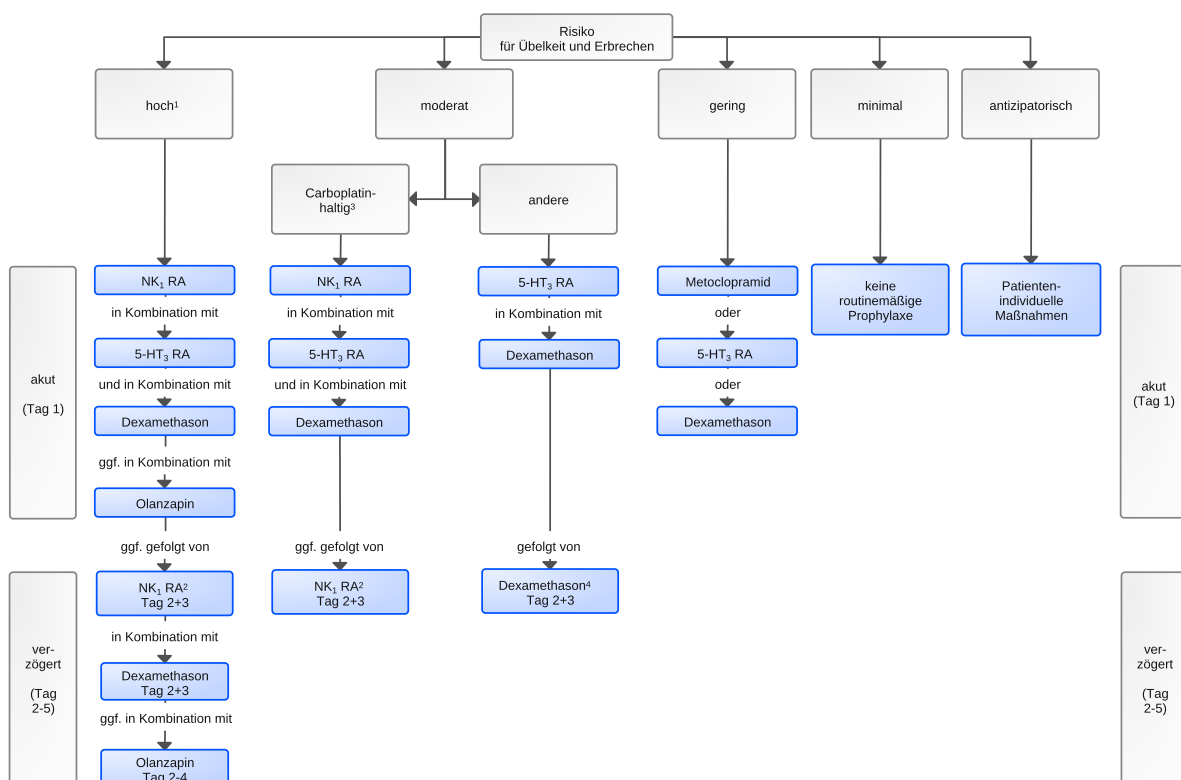 Risiko
für Übelkeit und Erbrechen
hoch¹
moderat
gering
minimal
antizipatorisch
Carboplatin-
haltig³
andere
akut
(Tag 1)
NK₁ RA
in Kombination mit
5-HT₃ RA
und in Kombination mit
Dexamethason
ggf. in Kombination mit
Olanzapin
ggf. gefolgt von
NK₁ RA²
Tag 2+3
in Kombination mit
Dexamethason
Tag 2+3
ggf. in Kombination mit
Olanzapin
Tag 2-4
NK₁ RA
in Kombination mit
5-HT₃ RA
und in Kombination mit
Dexamethason
ggf. gefolgt von
NK₁ RA²
Tag 2+3
5-HT₃ RA
in Kombination mit
Dexamethason
gefolgt von
Dexamethason⁴
Tag 2+3
Metoclopramid
oder
5-HT₃ RA
oder
Dexamethason
keine
routinemäßige
Prophylaxe
Patienten-
individuelle
Maßnahmen
akut
(Tag 1)
ver-
zögert
(Tag
2-5)
ver-
zögert
(Tag
2-5)